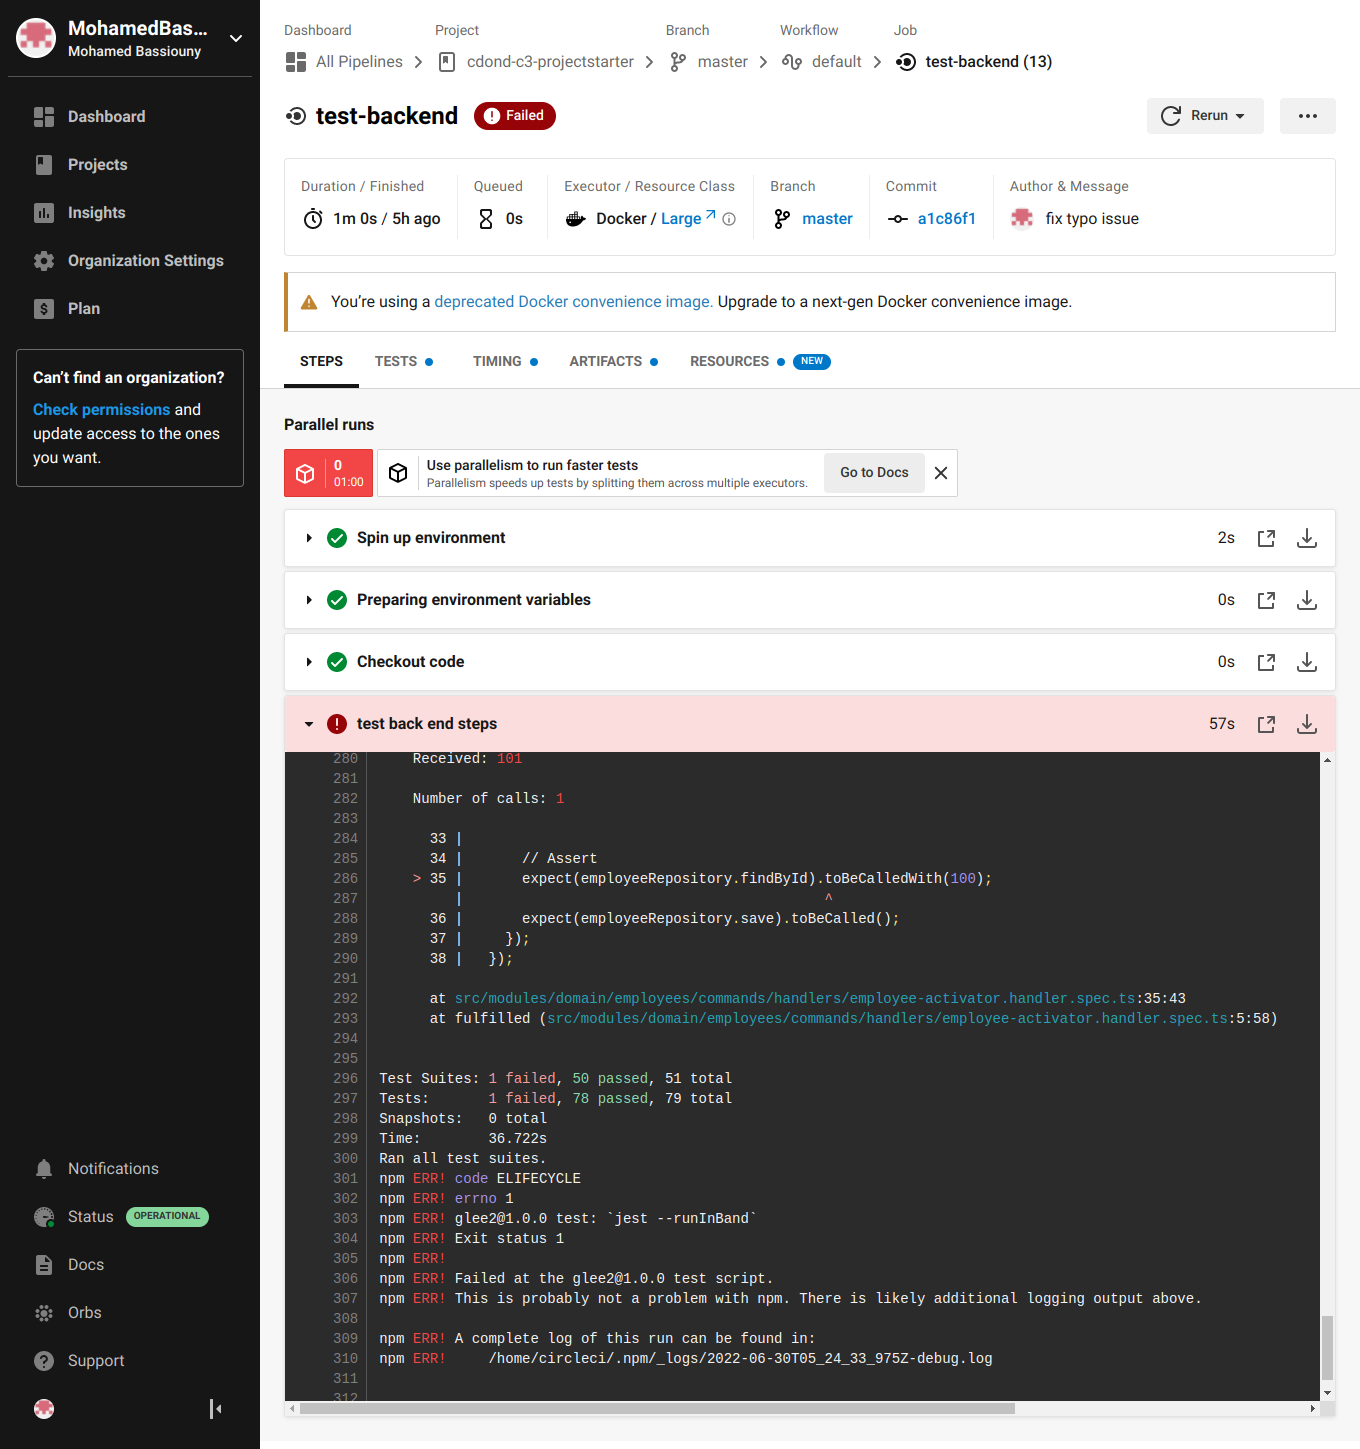 MohamedBas...
Mohamed Bassiouny
Dashboard
Projects
Insights
Organization Settings
Plan
Can't find an organization?
Check permissions and
update access to the ones
you want.
Notifications
Status OPERATIONAL
Docs
Orbs
Support
Dashboard Project Branch Workflow Job
All Pipelines cdond-c3-projectstarter master default test-backend (13)
test-backend Failed Rerun
Duration / Finished Queued Executor / Resource Class Branch Commit Author & Message
1m 0s / 5h ago 0s Docker / Large master a1c86f1 fix typo issue
You're using a deprecated Docker convenience image. Upgrade to a next-gen Docker convenience image.
STEPS TESTS TIMING ARTIFACTS RESOURCES NEW
Parallel runs
0
01:00
Use parallelism to run faster tests
Parallelism speeds up tests by splitting them across multiple executors.
Go to Docs
Spin up environment 2s
Preparing environment variables 0s
Checkout code 0s
test back end steps 57s
280 Received: 101
281
282 Number of calls: 1
283
284 33 |
285 34 | // Assert
286 > 35 | expect(employeeRepository.findById).toBeCalledWith(100);
287 | ^
288 36 | expect(employeeRepository.save).toBeCalled();
289 37 | });
290 38 | });
291
292 at src/modules/domain/employees/commands/handlers/employee-activator.handler.spec.ts:35:43
293 at fulfilled (src/modules/domain/employees/commands/handlers/employee-activator.handler.spec.ts:5:58)
294
295
296 Test Suites: 1 failed, 50 passed, 51 total
297 Tests: 1 failed, 78 passed, 79 total
298 Snapshots: 0 total
299 Time: 36.722s
300 Ran all test suites.
301 npm ERR! code ELIFECYCLE
302 npm ERR! errno 1
303 npm ERR! glee2@1.0.0 test: `jest --runInBand`
304 npm ERR! Exit status 1
305 npm ERR!
306 npm ERR! Failed at the glee2@1.0.0 test script.
307 npm ERR! This is probably not a problem with npm. There is likely additional logging output above.
308
309 npm ERR! A complete log of this run can be found in:
310 npm ERR! /home/circleci/.npm/_logs/2022-06-30T05_24_33_975Z-debug.log
311
312